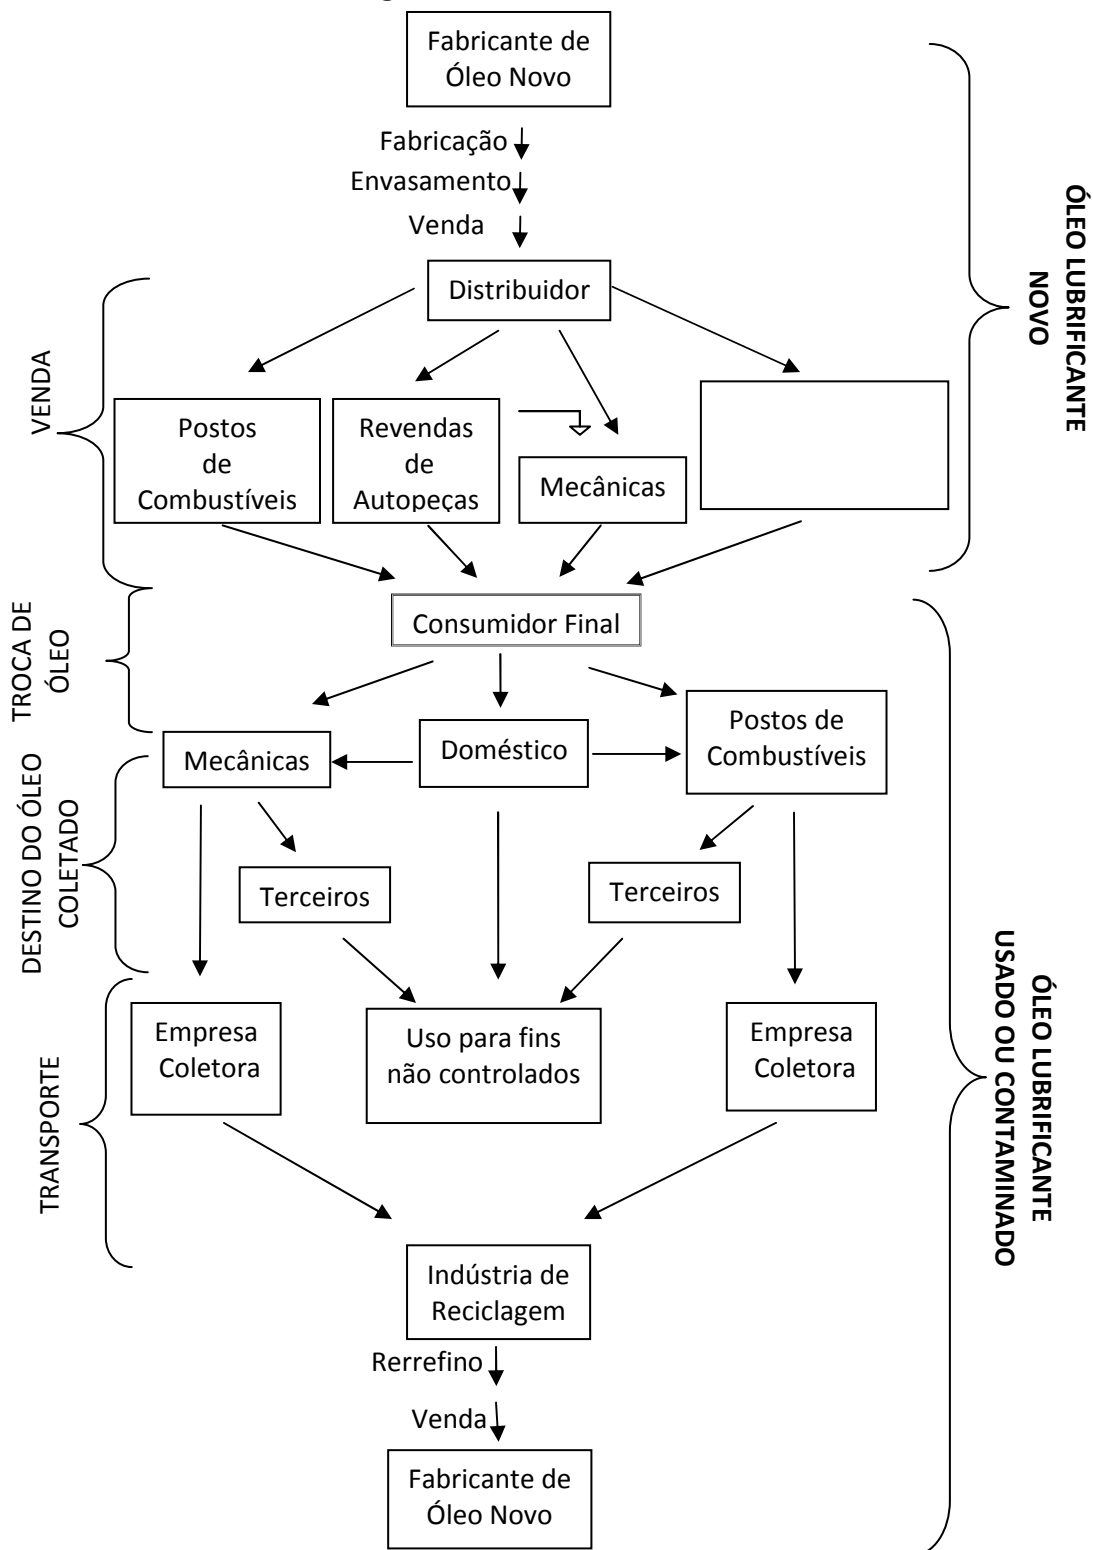 Fabricante de
Óleo Novo
Fabricação
Envasamento
Venda
Distribuidor
VENDA
Postos
de
Combustíveis
Revendas
de
Autopeças
Mecânicas
ÓLEO LUBRIFICANTE
NOVO
Consumidor Final
TROCA DE
ÓLEO
Mecânicas
Doméstico
Postos de
Combustíveis
DESTINO DO ÓLEO
COLETADO
Terceiros
Terceiros
Empresa
Coletora
Uso para fins
não controlados
Empresa
Coletora
TRANSPORTE
ÓLEO LUBRIFICANTE
USADO OU CONTAMINADO
Indústria de
Reciclagem
Rerrefino
Venda
Fabricante de
Óleo Novo